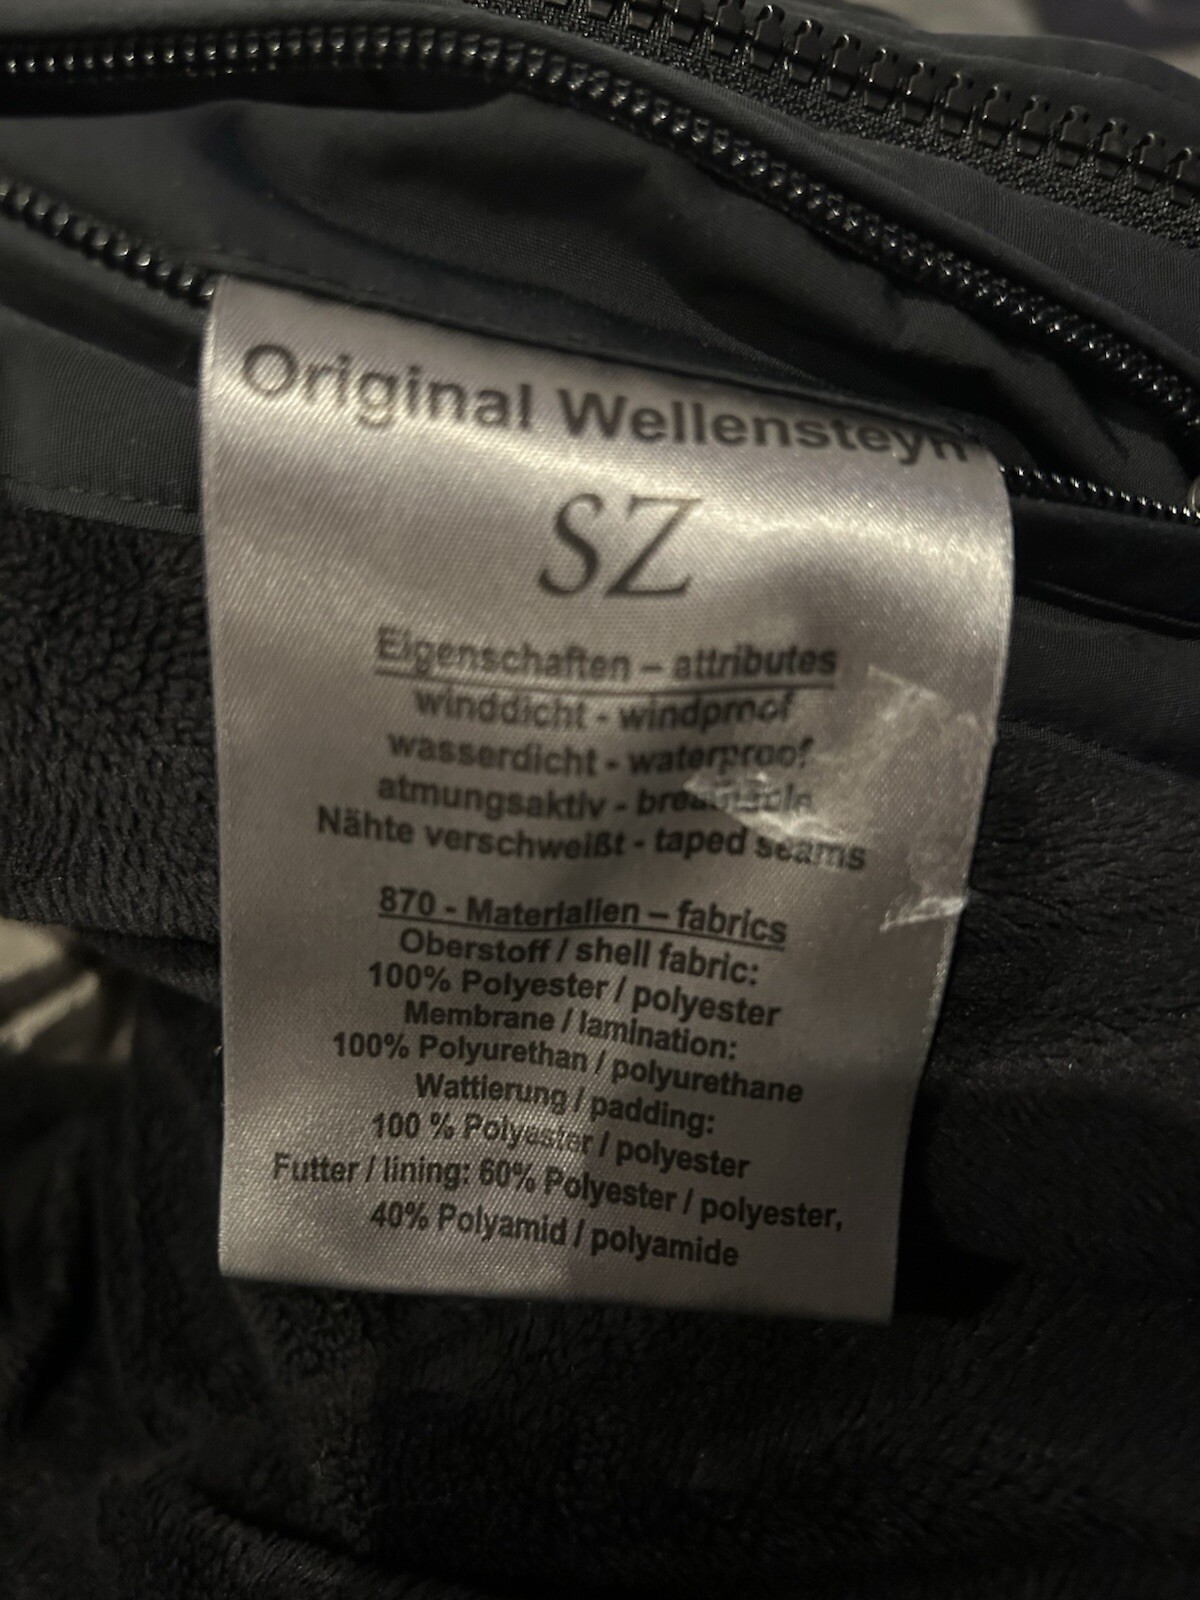 Original Wellensteyn®
SZ
Eigenschaften – attributes
winddicht - windproof
wasserdicht - waterproof
atmungsaktiv - breathable
Nähte verschweißt - taped seams
870 - Materialien – fabrics
Oberstoff / shell fabric:
100% Polyester / polyester
Membrane / lamination:
100% Polyurethan / polyurethane
Wattierung / padding:
100 % Polyester / polyester
Futter / lining: 60% Polyester / polyester,
40% Polyamid / polyamide